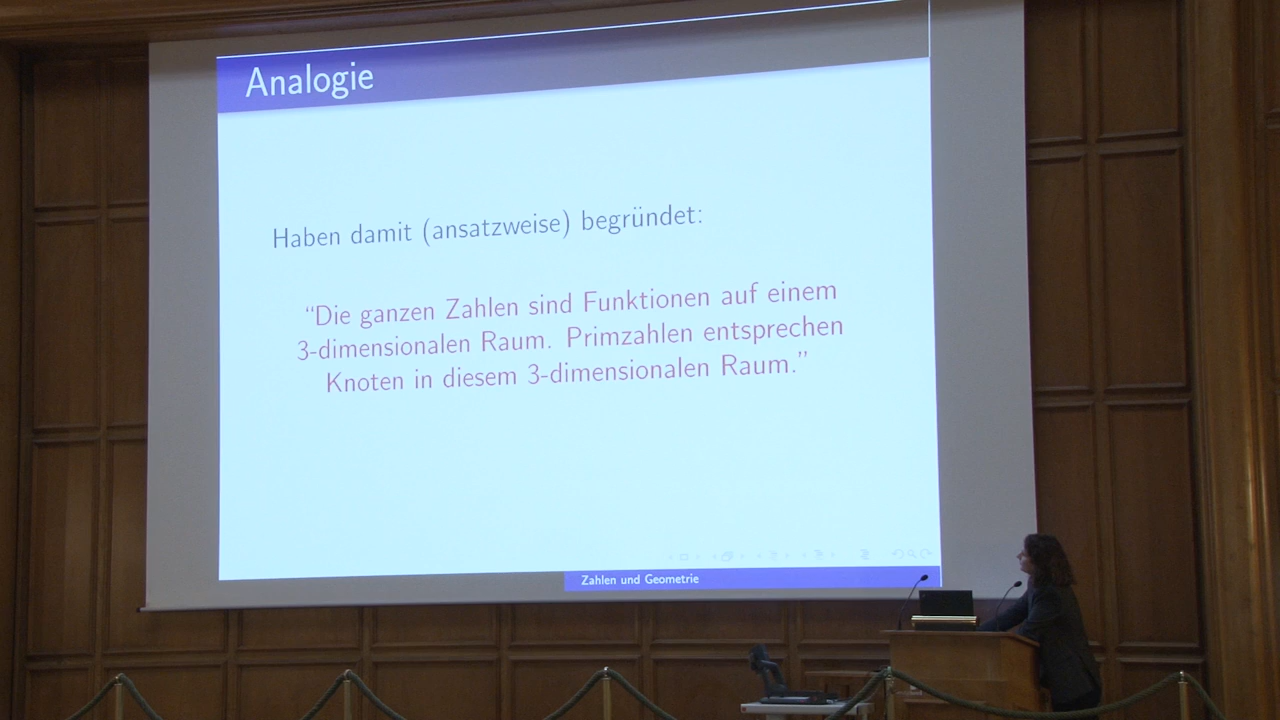 Analogie
Haben damit (ansatzweise) begründet:
“Die ganzen Zahlen sind Funktionen auf einem
3-dimensionalen Raum. Primzahlen entsprechen
Knoten in diesem 3-dimensionalen Raum.”
Zahlen und Geometrie